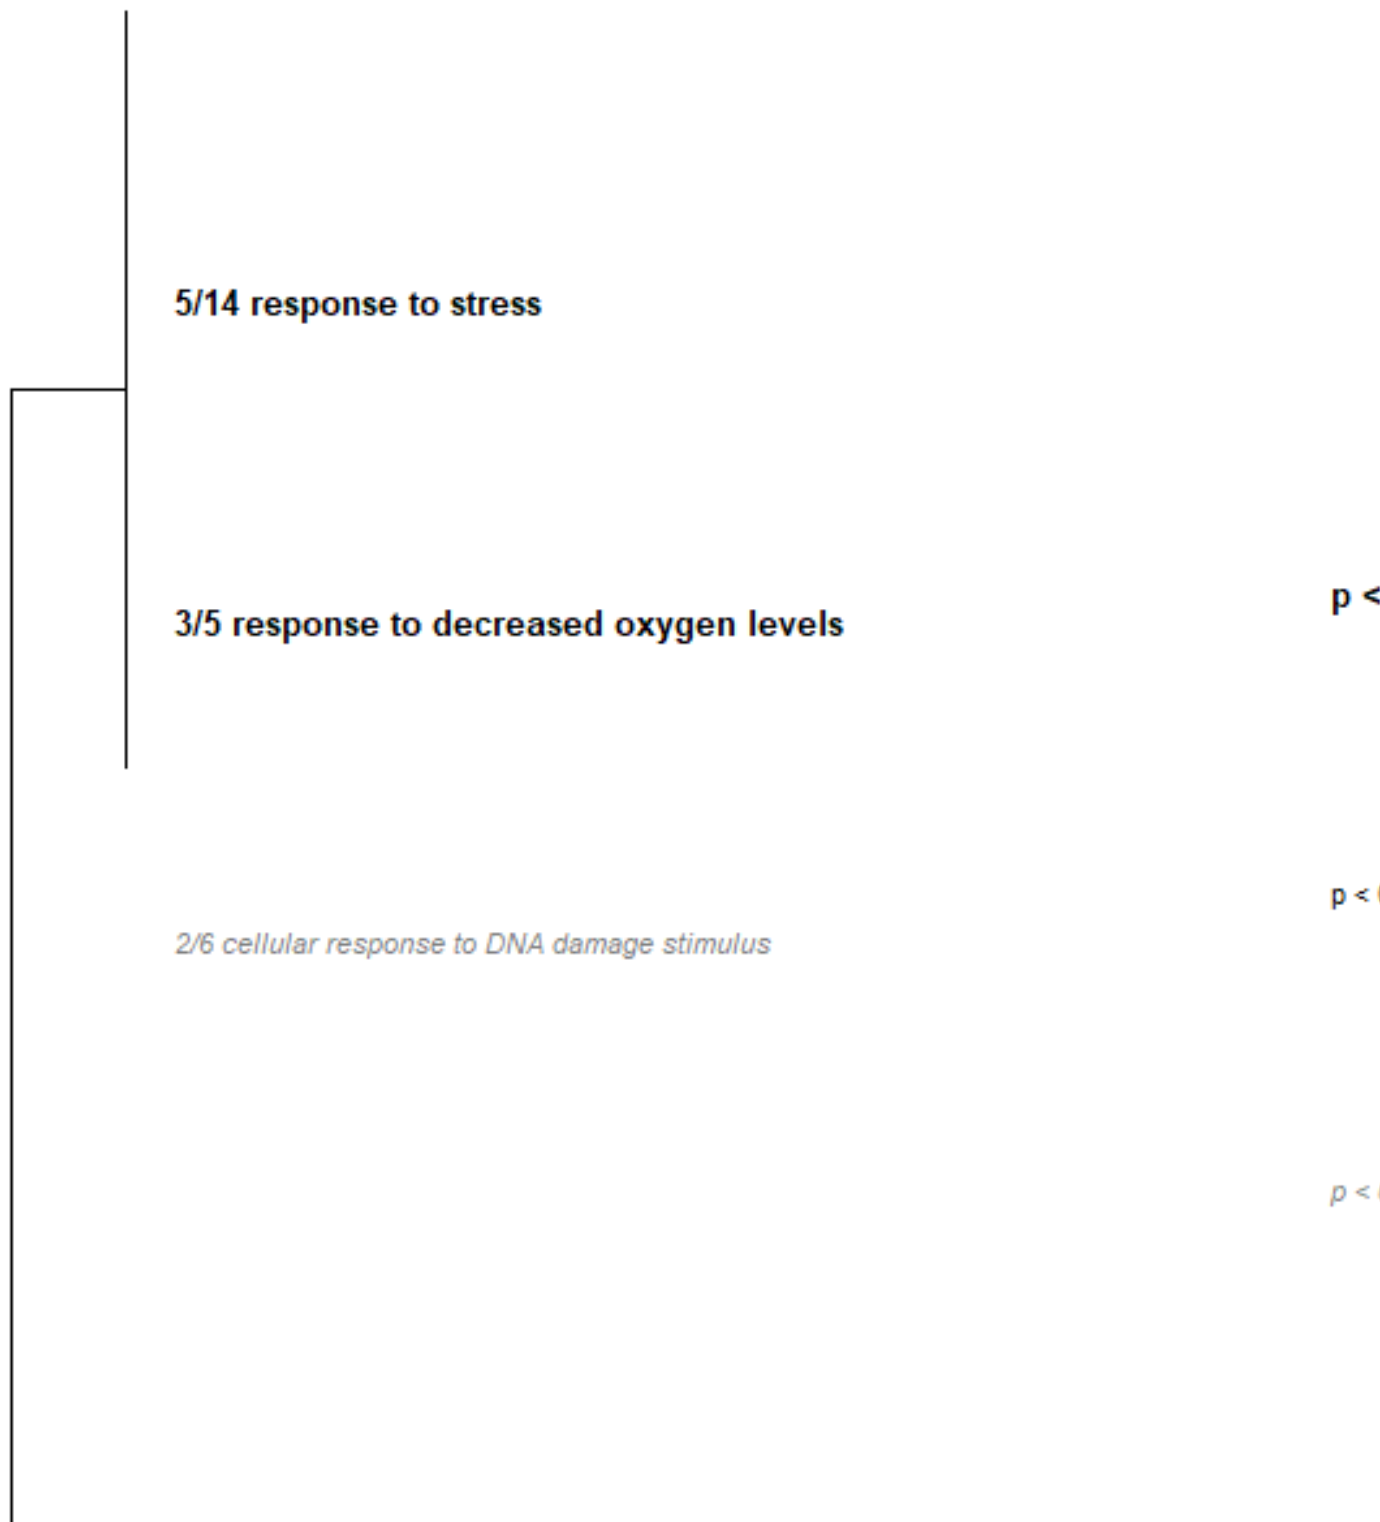 5/14 response to stress
p <
3/5 response to decreased oxygen levels
p <
2/6 cellular response to DNA damage stimulus
p <